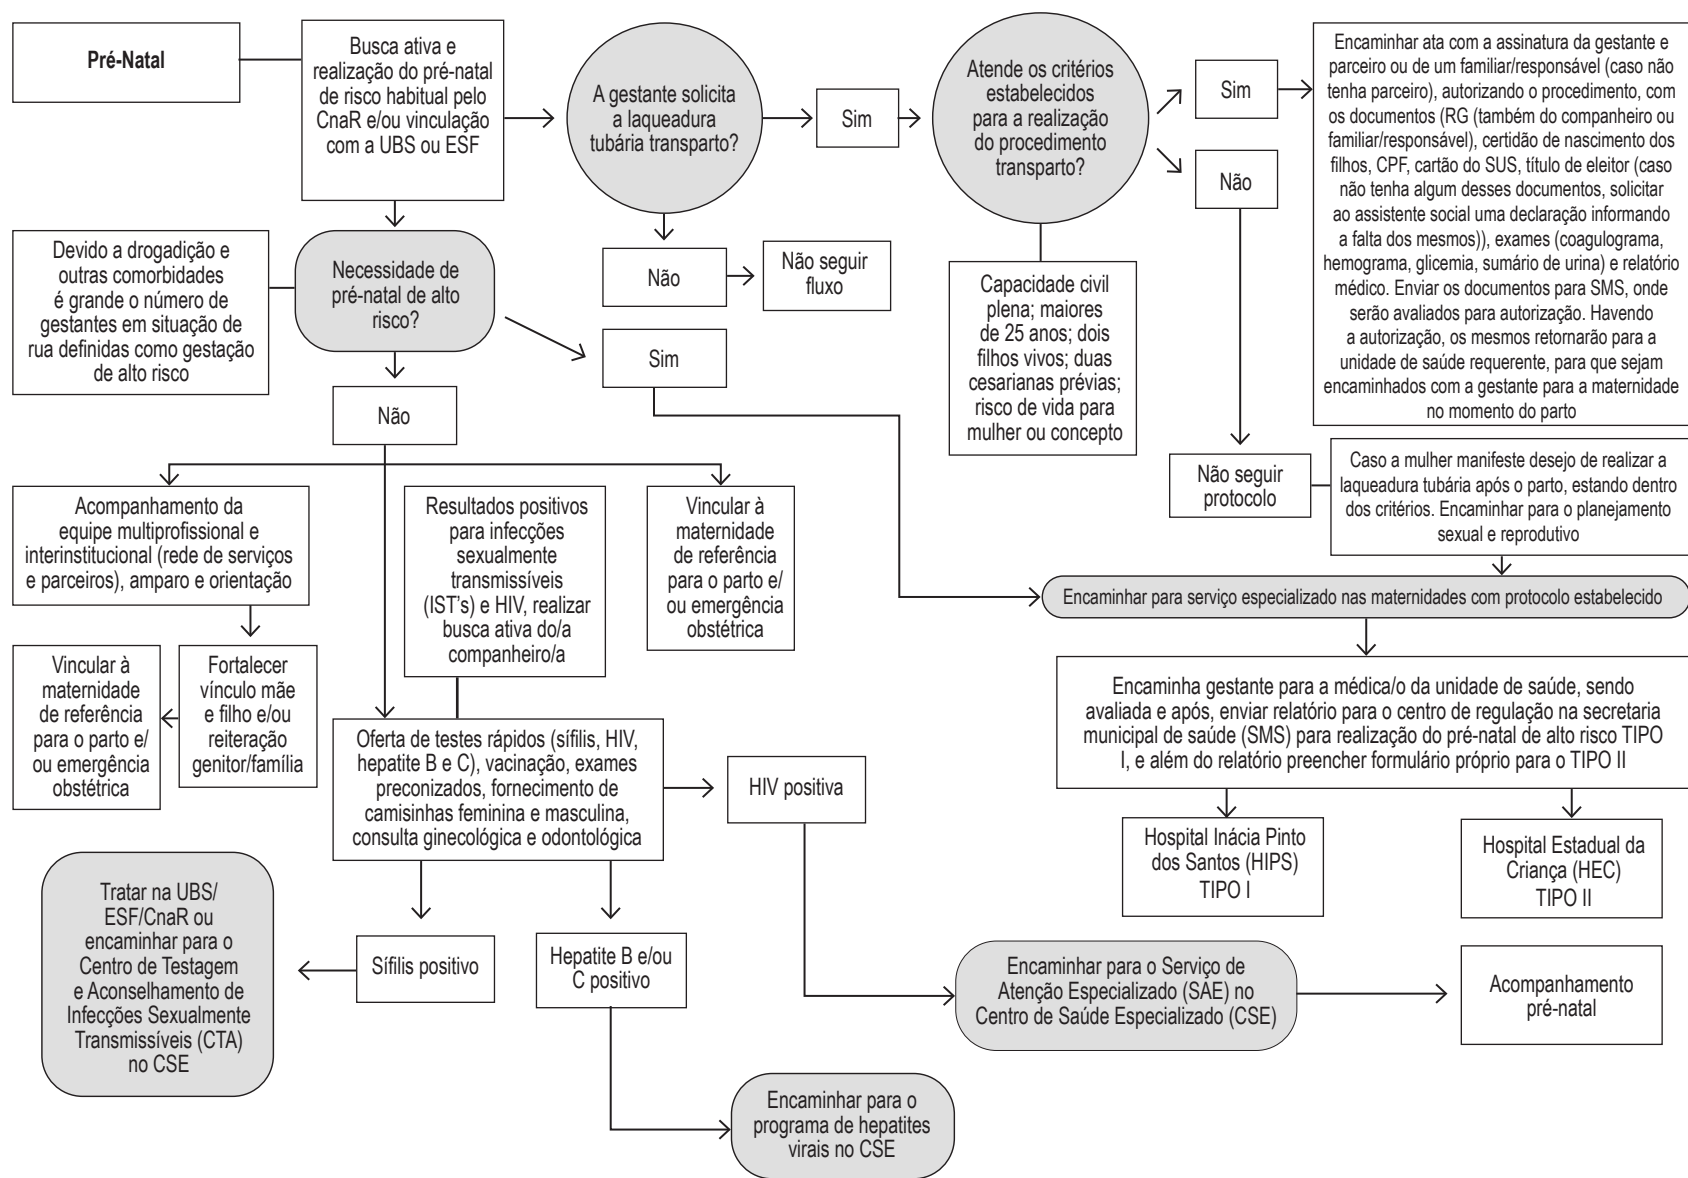 Pré-Natal
Busca ativa e
realização do pré-natal
de risco habitual pelo
CnaR e/ou vinculação
com a UBS ou ESF
A gestante solicita
a laqueadura
tubária transparto?
Sim
Atende os critérios
estabelecidos
para a realização
do procedimento
transparto?
Sim
Não
Encaminhar ata com a assinatura da gestante e
parceiro ou de um familiar/responsável (caso não
tenha parceiro), autorizando o procedimento, com
os documentos (RG (também do companheiro ou
familiar/responsável), certidão de nascimento dos
filhos, CPF, cartão do SUS, título de eleitor (caso
não tenha algum desses documentos, solicitar
ao assistente social uma declaração informando
a falta dos mesmos)), exames (coagulograma,
hemograma, glicemia, sumário de urina) e relatório
médico. Enviar os documentos para SMS, onde
serão avaliados para autorização. Havendo
a autorização, os mesmos retornarão para a
unidade de saúde requerente, para que sejam
encaminhados com a gestante para a maternidade
no momento do parto
Devido a drogadição e
outras comorbidades
é grande o número de
gestantes em situação de
rua definidas como gestação
de alto risco
Necessidade de
pré-natal de alto
risco?
Não
Não seguir
fluxo
Sim
Capacidade civil
plena; maiores
de 25 anos; dois
filhos vivos; duas
cesarianas prévias;
risco de vida para
mulher ou concepto
Não
Não seguir
protocolo
Caso a mulher manifeste desejo de realizar a
laqueadura tubária após o parto, estando dentro
dos critérios. Encaminhar para o planejamento
sexual e reprodutivo
Acompanhamento da
equipe multiprofissional e
interinstitucional (rede de serviços
e parceiros), amparo e orientação
Resultados positivos
para infecções
sexualmente
transmissíveis
(IST's) e HIV, realizar
busca ativa do/a
companheiro/a
Vincular à
maternidade
de referência
para o parto e/
ou emergência
obstétrica
Encaminhar para serviço especializado nas maternidades com protocolo estabelecido
Vincular à
maternidade
de referência
para o parto e/
ou emergência
obstétrica
Fortalecer
vínculo mãe
e filho e/ou
reiteração
genitor/família
Encaminha gestante para a médica/o da unidade de saúde, sendo
avaliada e após, enviar relatório para o centro de regulação na secretaria
municipal de saúde (SMS) para realização do pré-natal de alto risco TIPO
I, e além do relatório preencher formulário próprio para o TIPO II
Oferta de testes rápidos (sífilis, HIV,
hepatite B e C), vacinação, exames
preconizados, fornecimento de
camisinhas feminina e masculina,
consulta ginecológica e odontológica
HIV positiva
Hospital Inácia Pinto
dos Santos (HIPS)
TIPO I
Hospital Estadual da
Criança (HEC)
TIPO II
Tratar na UBS/
ESF/CnaR ou
encaminhar para o
Centro de Testagem
e Aconselhamento de
Infecções Sexualmente
Transmissíveis (CTA)
no CSE
Sífilis positivo
Hepatite B e/ou
C positivo
Encaminhar para o Serviço de
Atenção Especializado (SAE) no
Centro de Saúde Especializado (CSE)
Acompanhamento
pré-natal
Encaminhar para o
programa de hepatites
virais no CSE